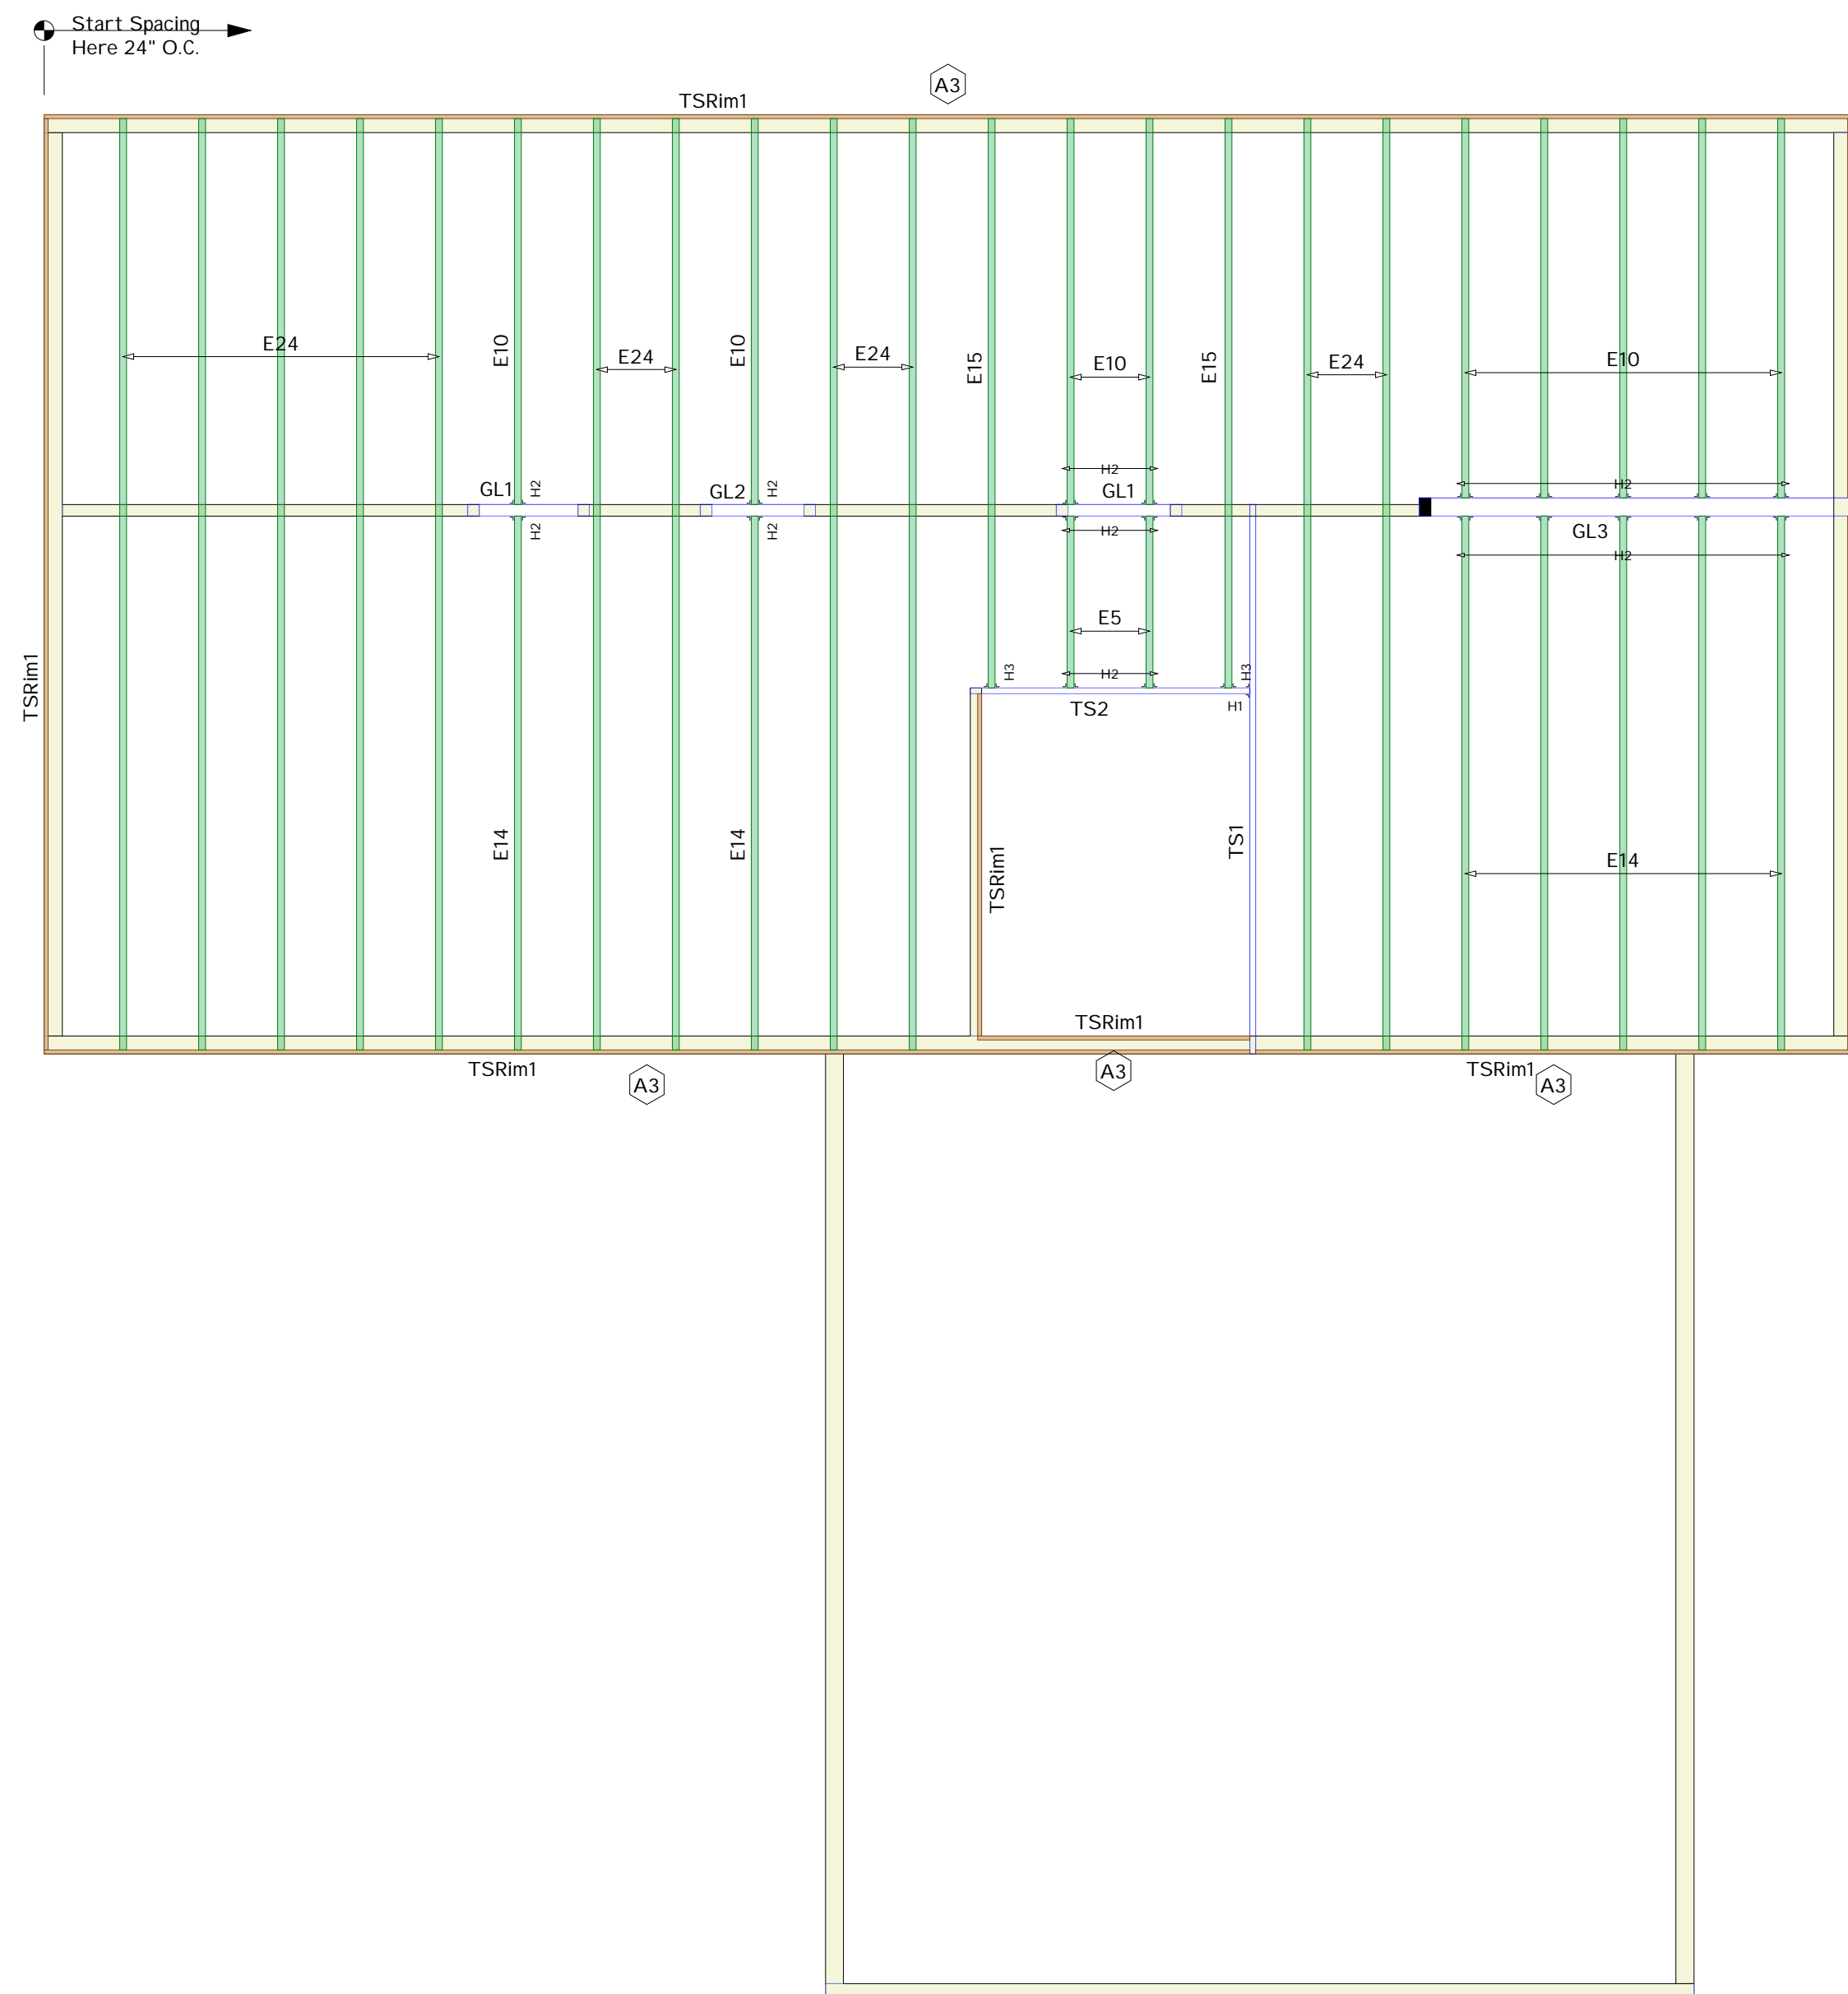 Start Spacing
Here 24" O.C.
A3
TSRim1
E24
E10
E24
E10
E24
E15
E10
E15
E24
E10
H2
H2
GL1
H2
GL2
H2
GL1
H2
H2
H2
H2
GL3
H2
E5
H3
H2
H3
TSRim1
TS2
H1
E14
E14
TSRim1
TS1
E14
TSRim1
TSRim1
A3
A3
TSRim1
A3